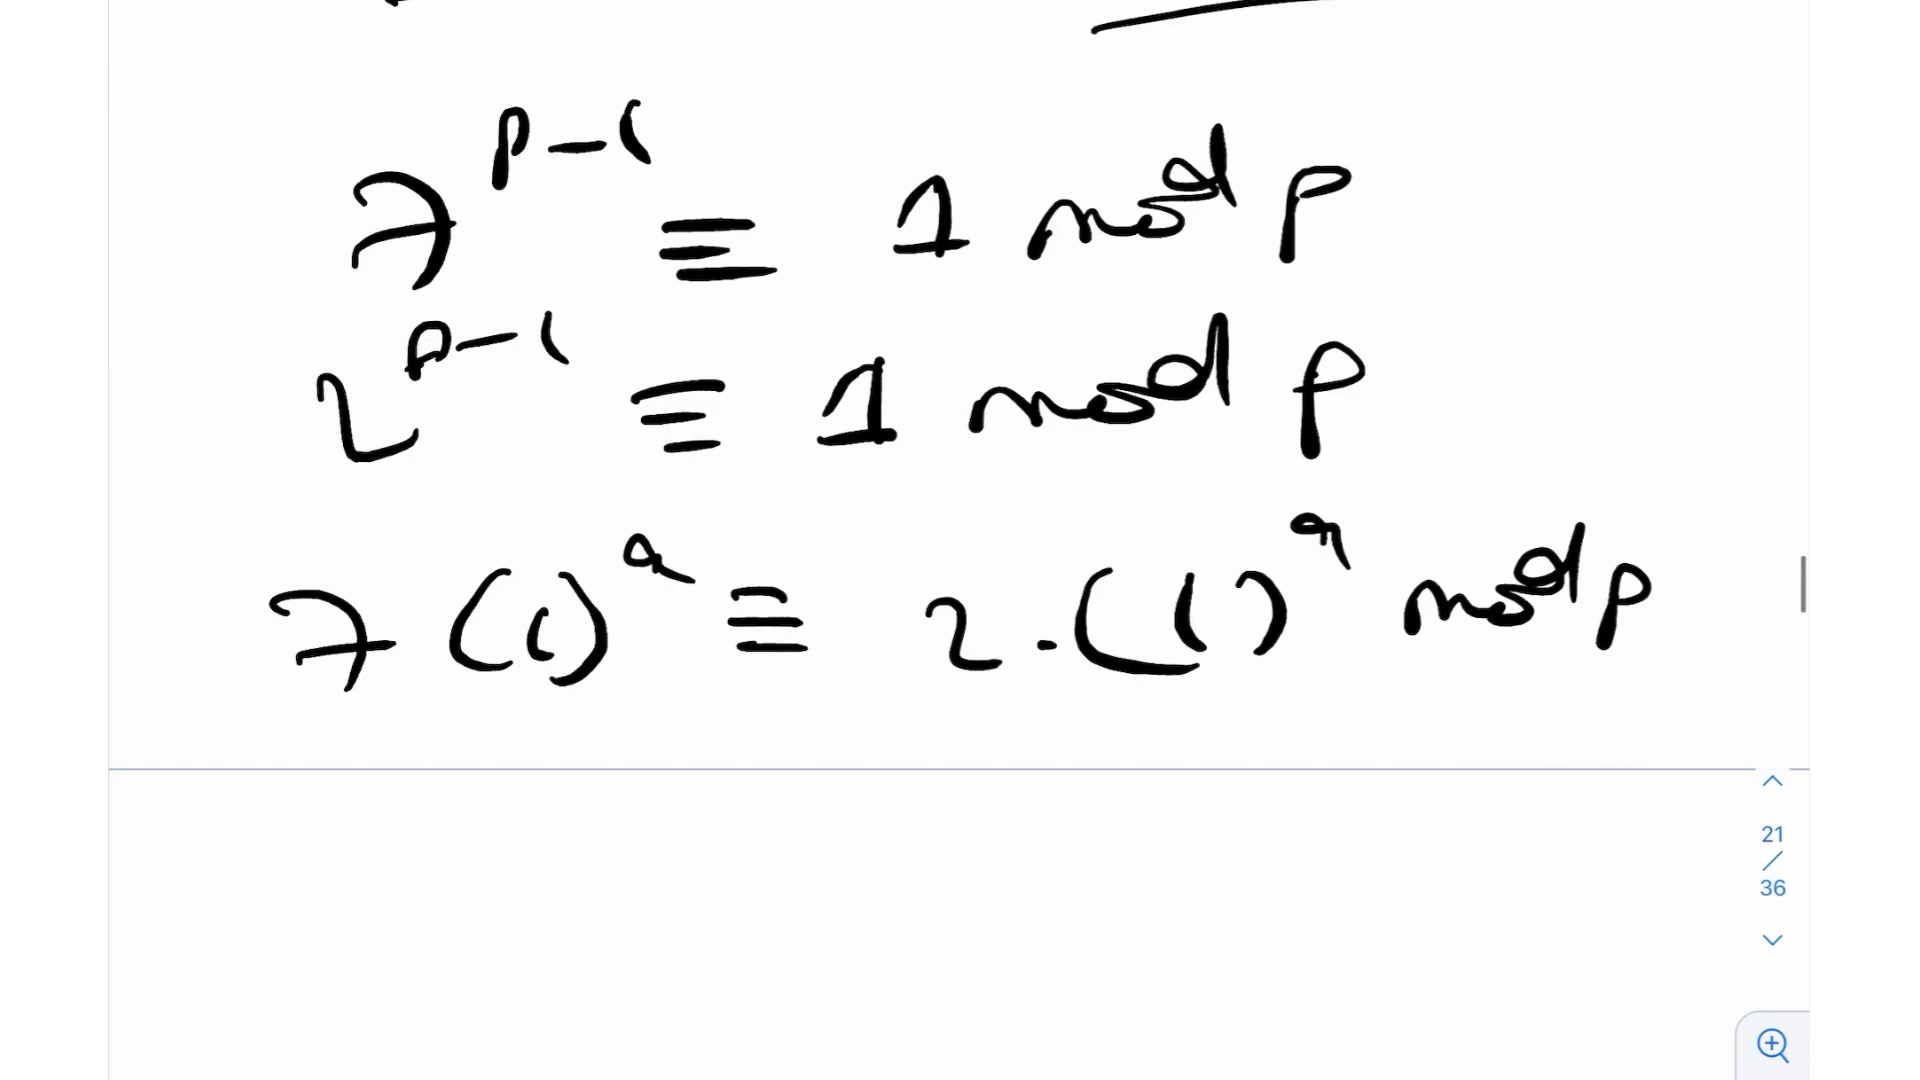 7^{p-1} ≡ 1 mod p
2^{p-1} ≡ 1 mod p
7 (1)^a ≡ 2 . (1)^a mod p
21
/
36